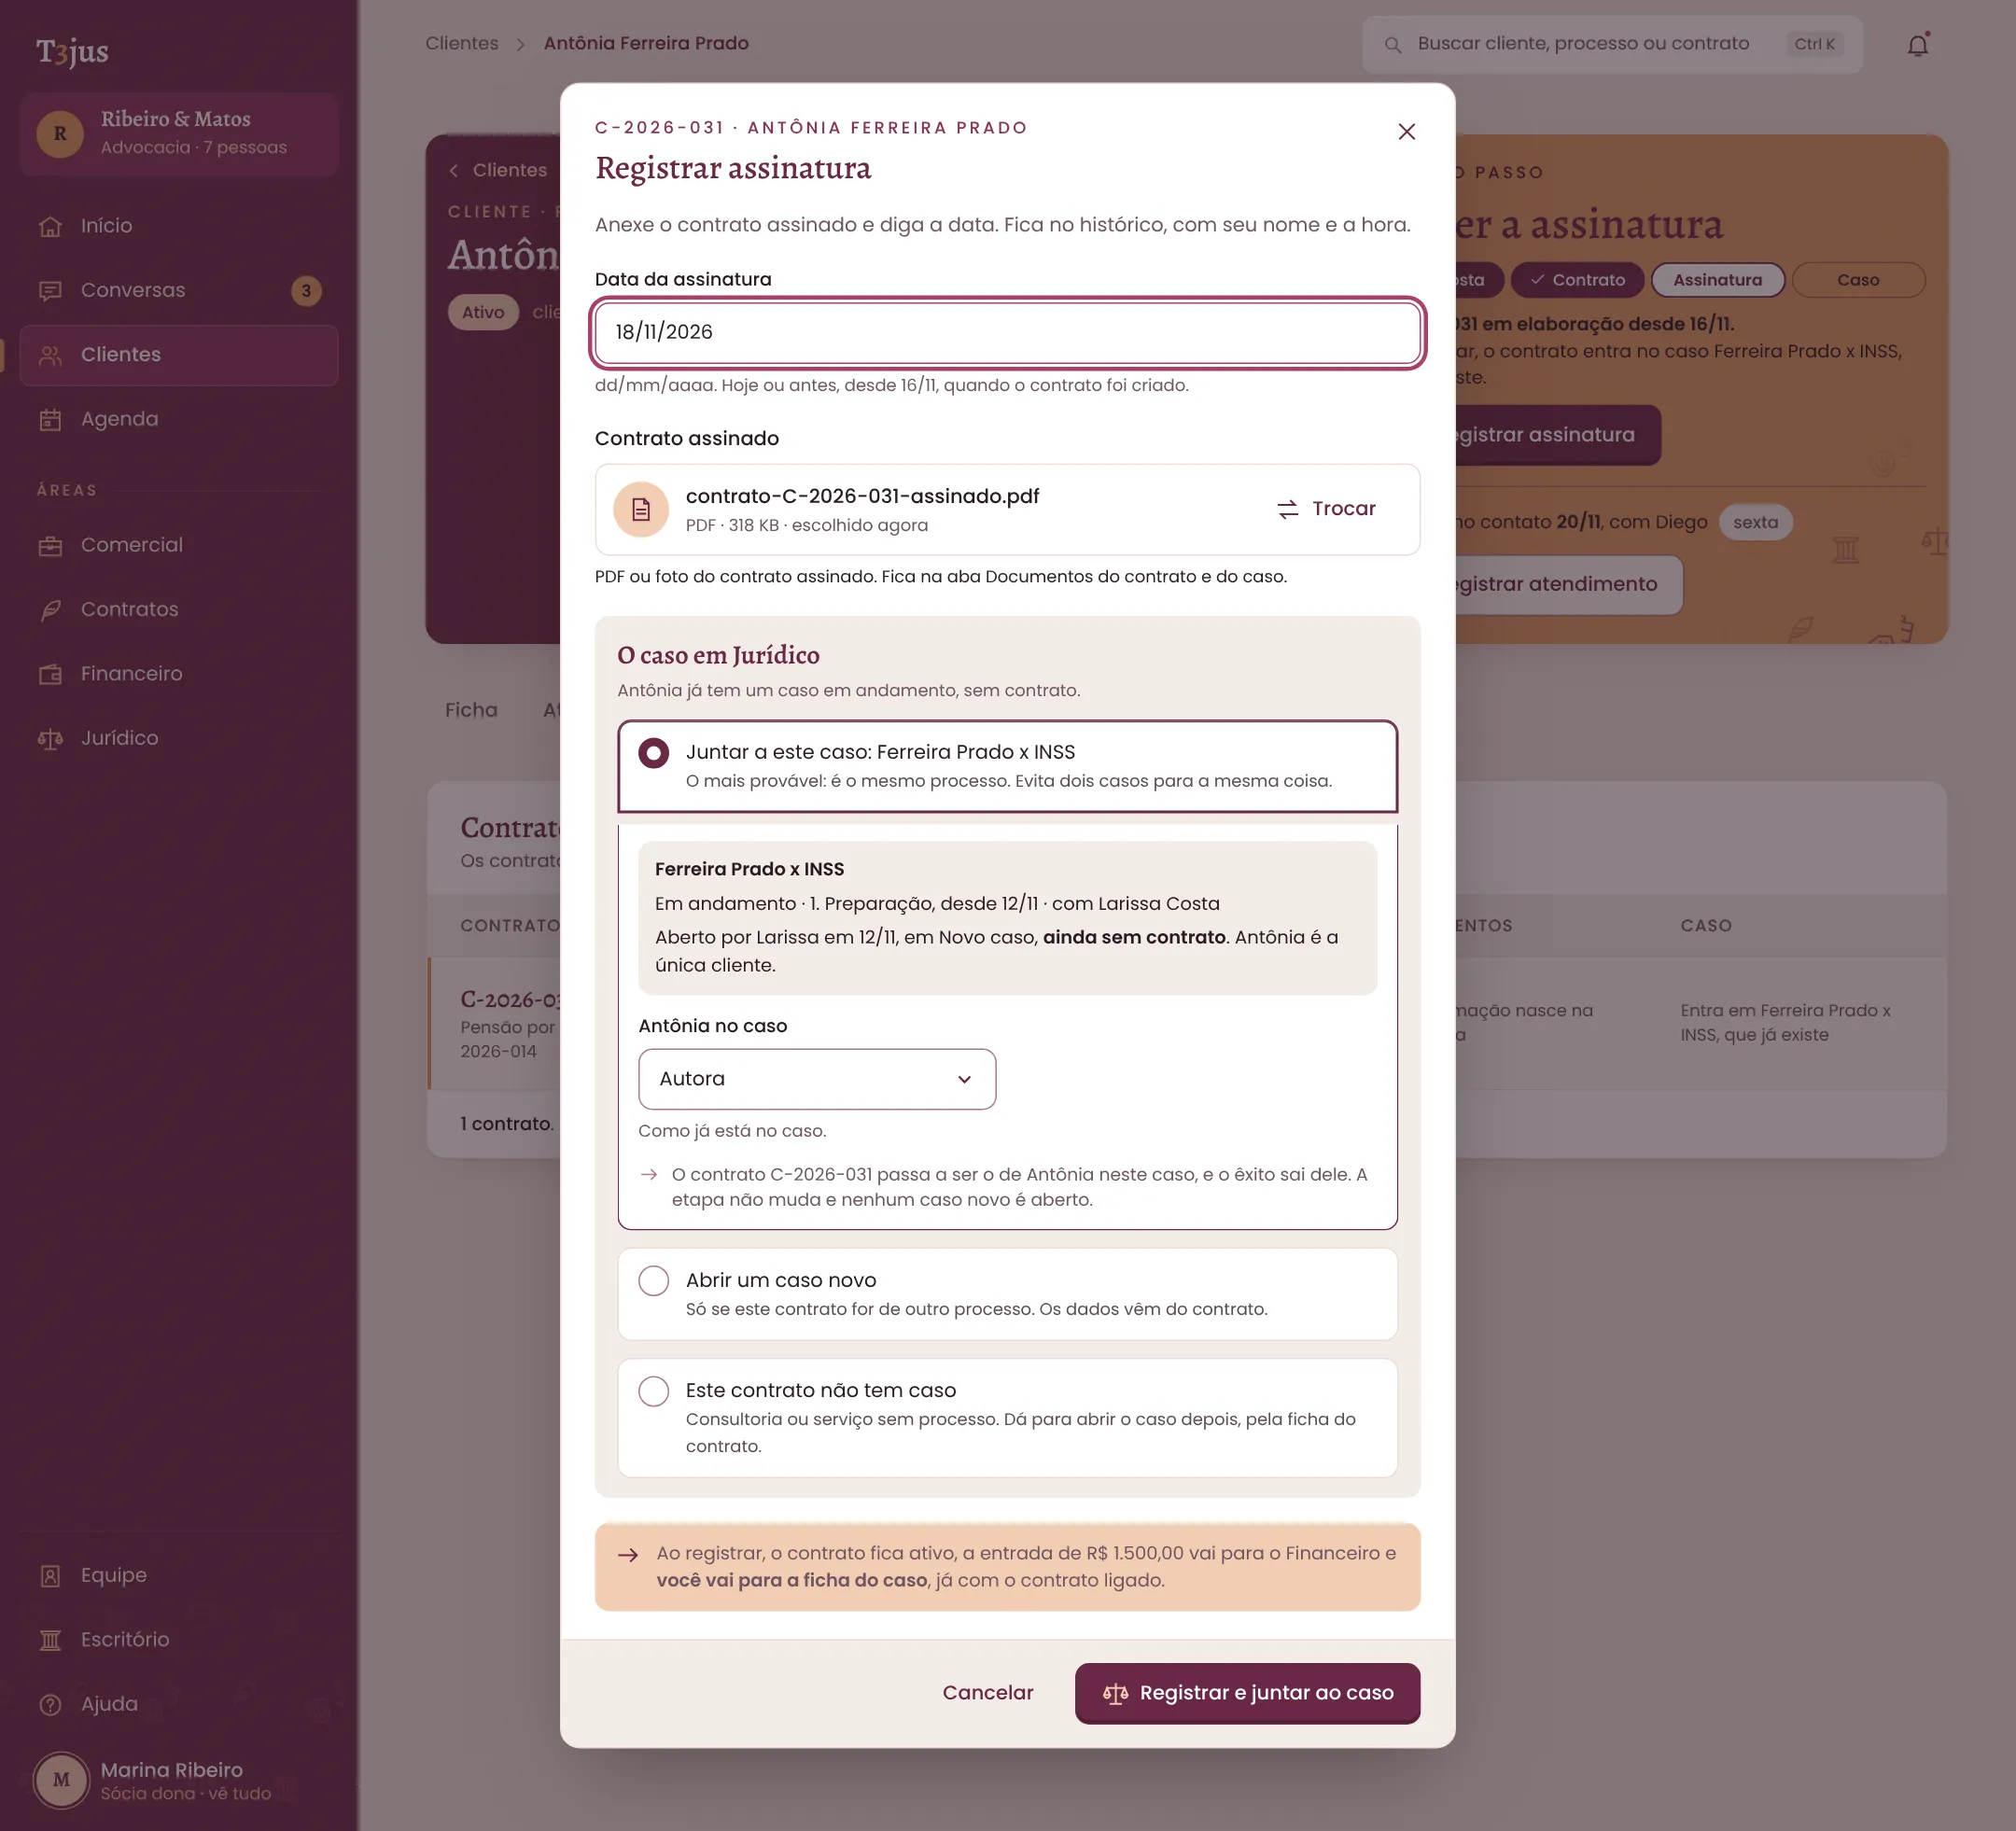 T3jus
R
Ribeiro & Matos
Advocacia · 7 pessoas
Início
Conversas
3
Clientes
Agenda
ÁREAS
Comercial
Contratos
Financeiro
Jurídico
Equipe
Escritório
Ajuda
M
Marina Ribeiro
Sócia dona · vê tudo
Clientes
Antônia Ferreira Prado
Buscar cliente, processo ou contrato
Ctrl K
Clientes
CLIENTE ·
Ativo
PASSO
a assinatura
Contrato
Assinatura
Caso
em elaboração desde 16/11.
o contrato entra no caso Ferreira Prado x INSS,
assinatura
contato 20/11, com Diego
sexta
atendimento
Ficha
Os
CONTRATO
CASO
Pensão por
2026-014
nasce na
Entra em Ferreira Prado x
INSS, que já existe
1 contrato.
C-2026-031 · ANTÔNIA FERREIRA PRADO
Registrar assinatura
Anexe o contrato assinado e diga a data. Fica no histórico, com seu nome e a hora.
Data da assinatura
18/11/2026
dd/mm/aaaa. Hoje ou antes, desde 16/11, quando o contrato foi criado.
Contrato assinado
contrato-C-2026-031-assinado.pdf
PDF · 318 KB · escolhido agora
Trocar
PDF ou foto do contrato assinado. Fica na aba Documentos do contrato e do caso.
O caso em Jurídico
Antônia já tem um caso em andamento, sem contrato.
Juntar a este caso: Ferreira Prado x INSS
O mais provável: é o mesmo processo. Evita dois casos para a mesma coisa.
Ferreira Prado x INSS
Em andamento · 1. Preparação, desde 12/11 · com Larissa Costa
Aberto por Larissa em 12/11, em Novo caso, ainda sem contrato. Antônia é a
única cliente.
Antônia no caso
Autora
Como já está no caso.
O contrato C-2026-031 passa a ser o de Antônia neste caso, e o êxito sai dele. A
etapa não muda e nenhum caso novo é aberto.
Abrir um caso novo
Só se este contrato for de outro processo. Os dados vêm do contrato.
Este contrato não tem caso
Consultoria ou serviço sem processo. Dá para abrir o caso depois, pela ficha do
contrato.
Ao registrar, o contrato fica ativo, a entrada de R$ 1.500,00 vai para o Financeiro e
você vai para a ficha do caso, já com o contrato ligado.
Cancelar
Registrar e juntar ao caso